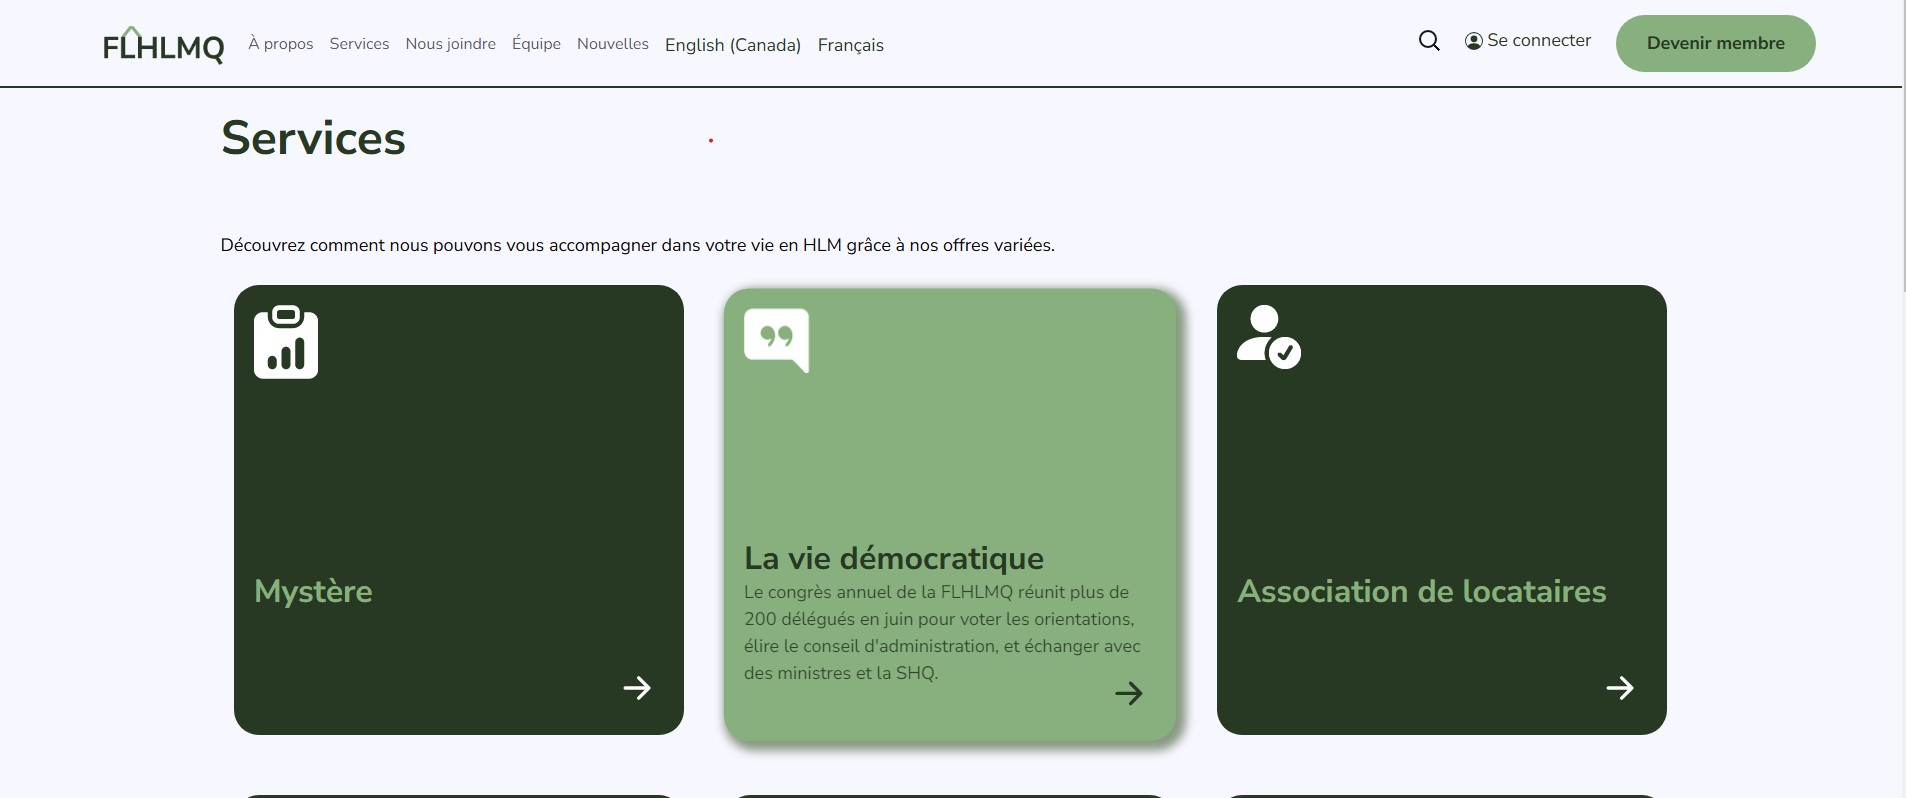 FLHLMQ À propos Services Nous joindre Équipe Nouvelles English (Canada) Français Se connecter Devenir membre
Services
Découvrez comment nous pouvons vous accompagner dans votre vie en HLM grâce à nos offres variées.
Mystère
La vie démocratique
Le congrès annuel de la FLHLMQ réunit plus de
200 délégués en juin pour voter les orientations,
élire le conseil d'administration, et échanger avec
des ministres et la SHQ.
Association de locataires